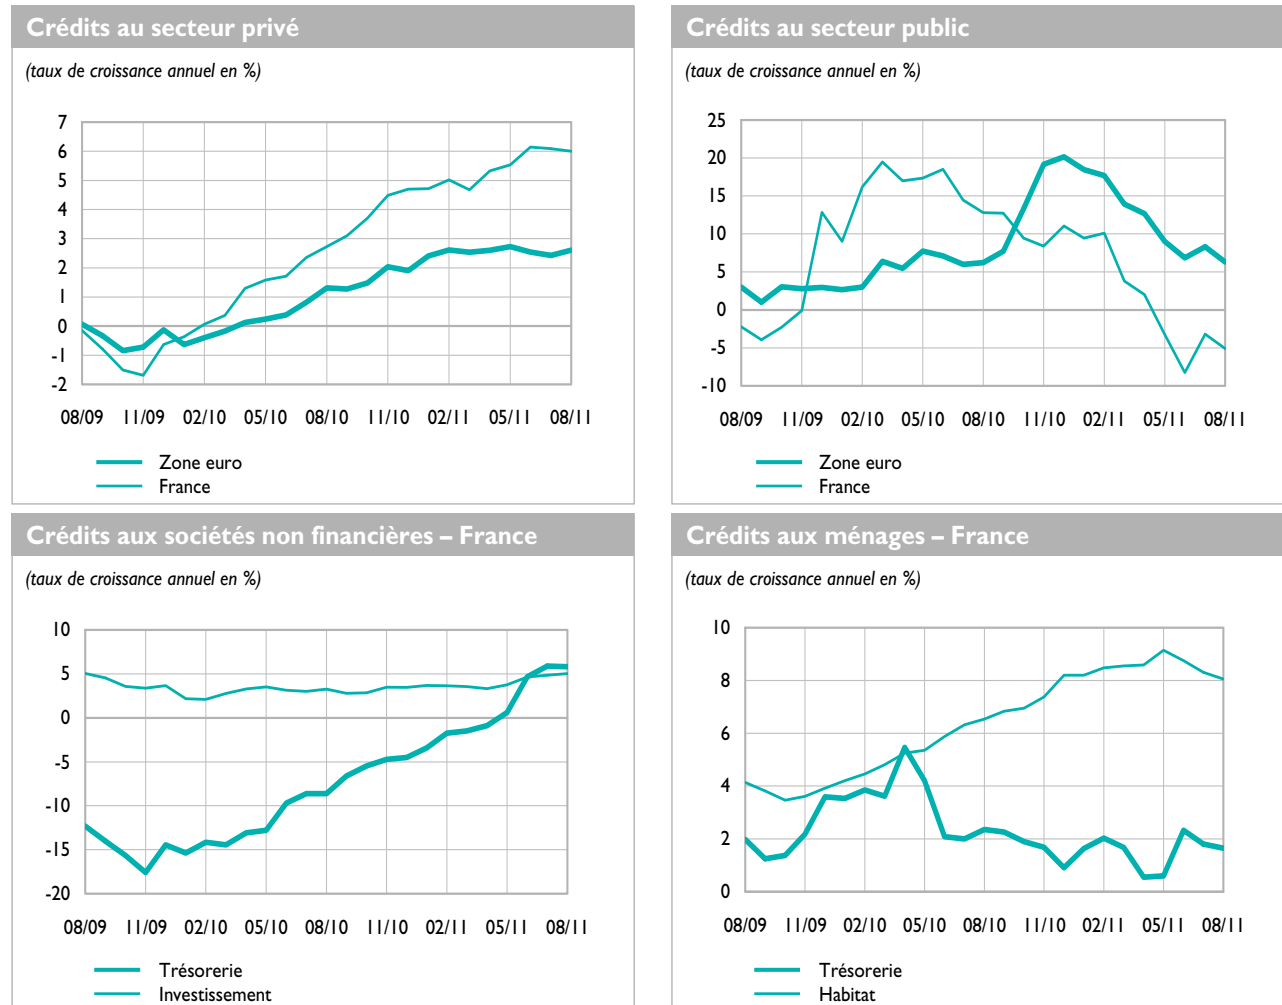 Crédits au secteur privé
(taux de croissance annuel en %)
7
6
5
4
3
2
1
0
-1
-2
08/09 11/09 02/10 05/10 08/10 11/10 02/11 05/11 08/11
Zone euro
France
Crédits au secteur public
(taux de croissance annuel en %)
25
20
15
10
5
0
-5
-10
08/09 11/09 02/10 05/10 08/10 11/10 02/11 05/11 08/11
Zone euro
France
Crédits aux sociétés non financières – France
(taux de croissance annuel en %)
10
5
0
-5
-10
-15
-20
08/09 11/09 02/10 05/10 08/10 11/10 02/11 05/11 08/11
Trésorerie
Investissement
Crédits aux ménages – France
(taux de croissance annuel en %)
10
8
6
4
2
0
08/09 11/09 02/10 05/10 08/10 11/10 02/11 05/11 08/11
Trésorerie
Habitat